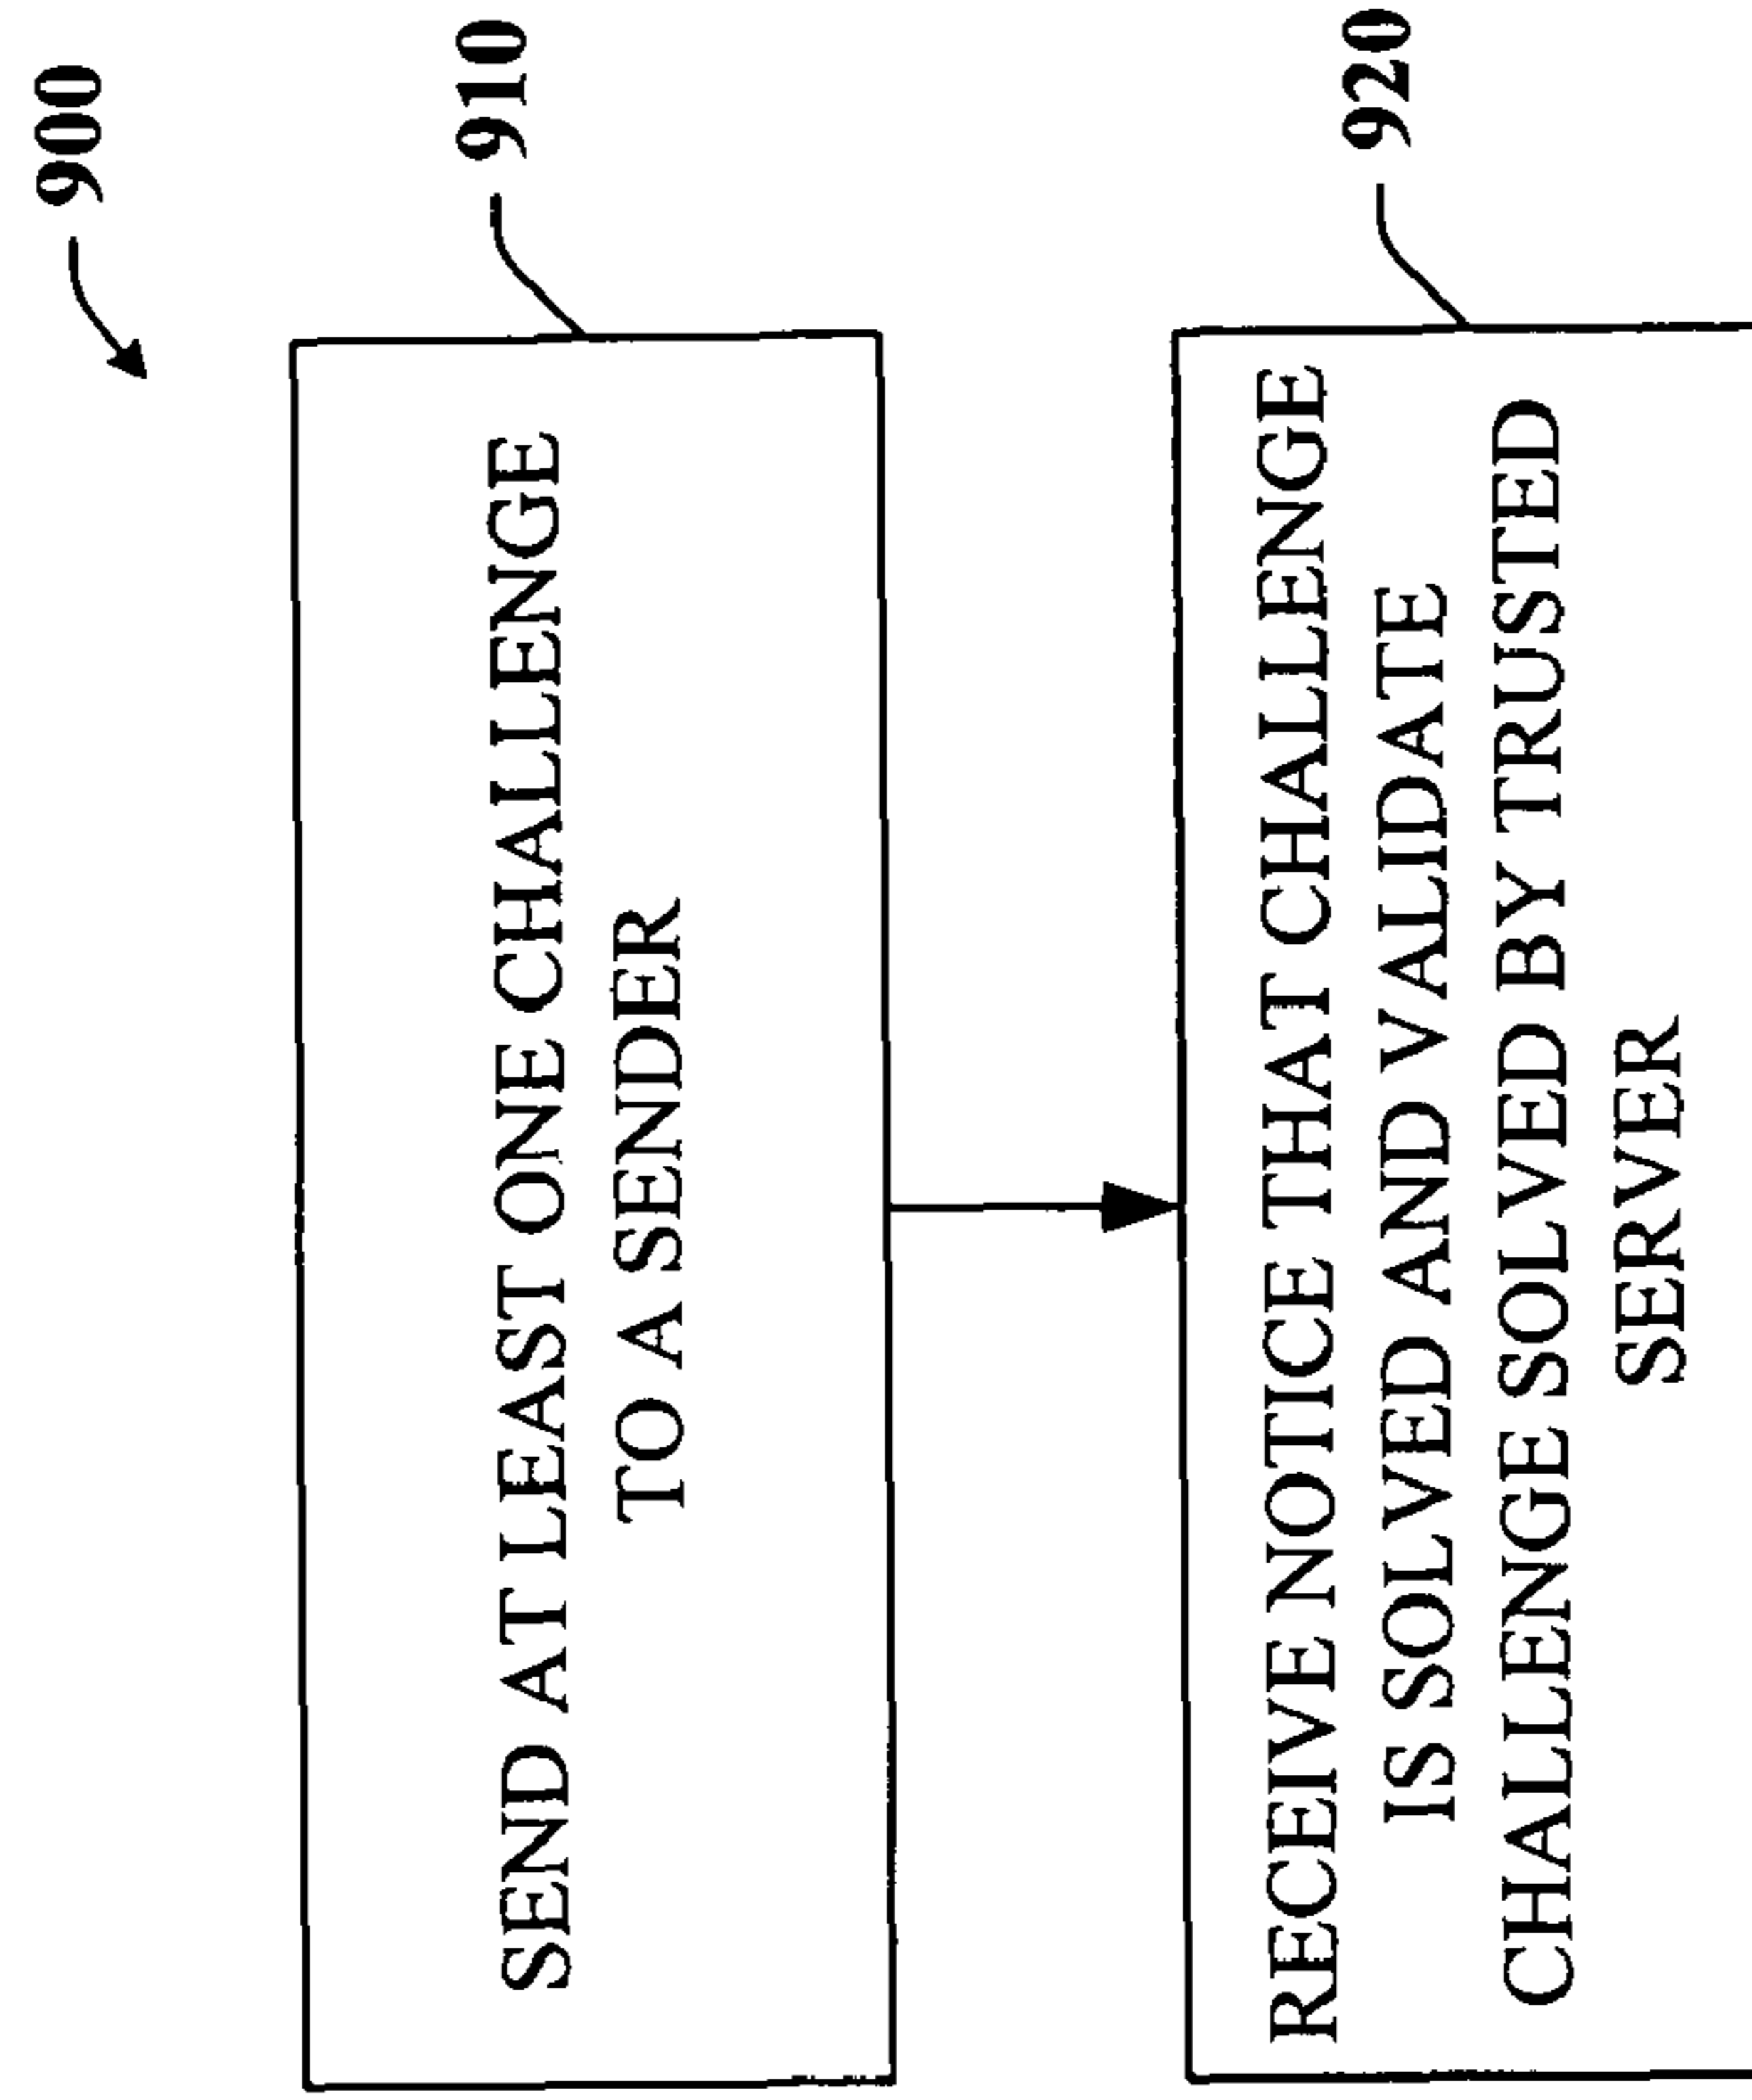 900
910
SEND AT LEAST ONE CHALLENGE
TO A SENDER
920
RECEIVE NOTICE THAT CHALLENGE
IS SOLVED AND VALIDATE
CHALLENGE SOLVED BY TRUSTED
SERVER